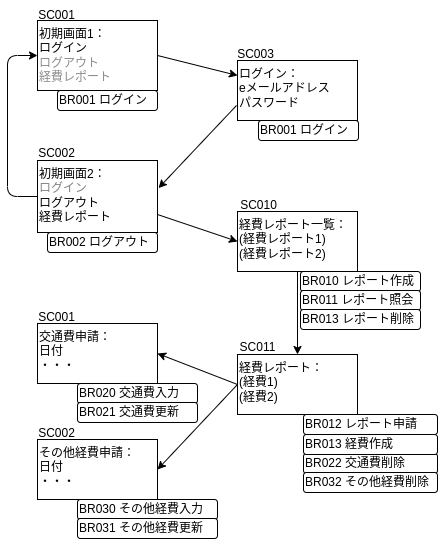 SC001
初期画面1：
ログイン
ログアウト
経費レポート
BR001 ログイン
SC003
ログイン：
eメールアドレス
パスワード
BR001 ログイン
SC002
初期画面2：
ログイン
ログアウト
経費レポート
BR002 ログアウト
SC010
経費レポート一覧：
(経費レポート1)
(経費レポート2)
BR010 レポート作成
BR011 レポート照会
BR013 レポート削除
SC001
交通費申請：
日付
・・・
BR020 交通費入力
BR021 交通費更新
SC011
経費レポート：
(経費1)
(経費2)
BR012 レポート申請
BR013 経費作成
BR022 交通費削除
BR032 その他経費削除
SC002
その他経費申請：
日付
・・・
BR030 その他経費入力
BR031 その他経費更新